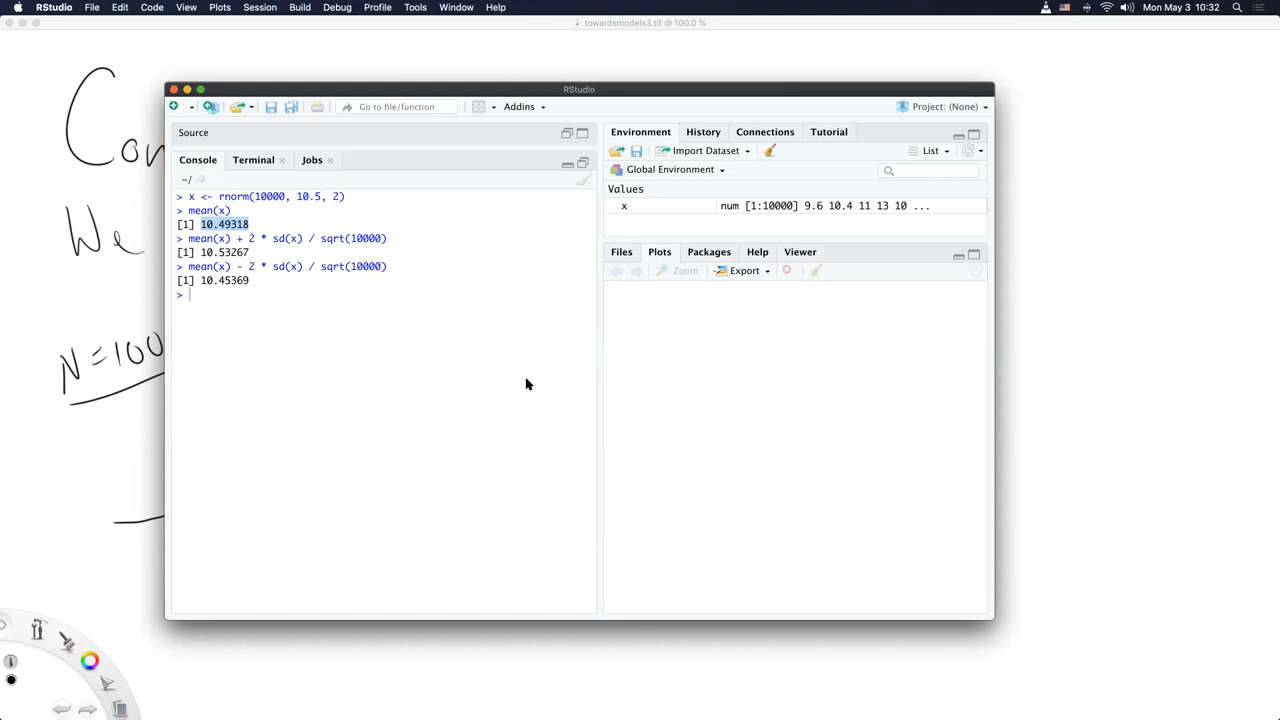 RStudio File Edit Code View Plots Session Build Debug Profile Tools Window Help Mon May 3 10:32
towardsmodels3.tif @ 100.0 %
Con
We
N=100
RStudio
Go to file/function Addins Project: (None)
Source
Console Terminal Jobs
~/
> x <- rnorm(10000, 10.5, 2)
> mean(x)
[1] 10.49318
> mean(x) + 2 * sd(x) / sqrt(10000)
[1] 10.53267
> mean(x) - 2 * sd(x) / sqrt(10000)
[1] 10.45369
>
Environment History Connections Tutorial
Import Dataset List
Global Environment
Values
x num [1:10000] 9.6 10.4 11 13 10 ...
Files Plots Packages Help Viewer
Zoom Export